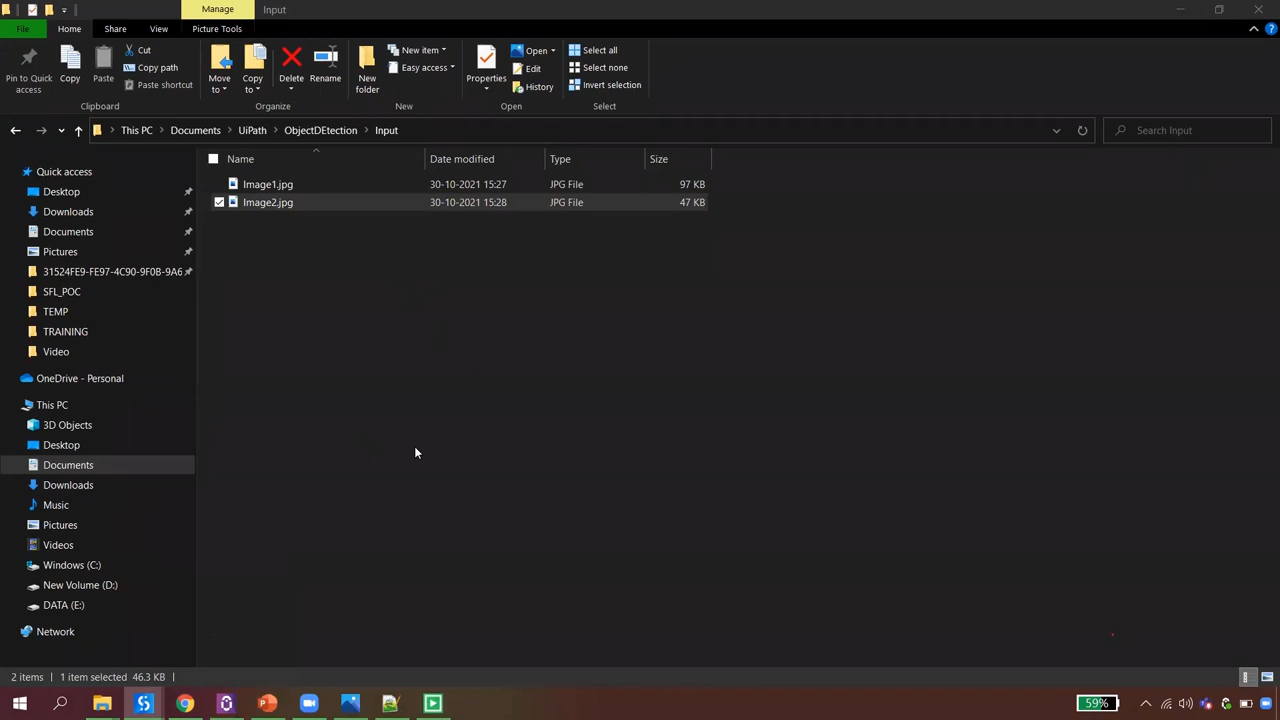 Manage
Input
File
Home
Share
View
Picture Tools
Pin to Quick access
Copy
Paste
Cut
Copy path
Paste shortcut
Clipboard
Move to
Copy to
Delete
Rename
Organize
New folder
New item
Easy access
New
Properties
Open
Edit
History
Open
Select all
Select none
Invert selection
Select
This PC > Documents > UiPath > ObjectDEtection > Input
Search Input
Name
Date modified
Type
Size
Image1.jpg 30-10-2021 15:27 JPG File 97 KB
Image2.jpg 30-10-2021 15:28 JPG File 47 KB
Quick access
Desktop
Downloads
Documents
Pictures
31524FE9-FE97-4C90-9F0B-9A6
SFL_POC
TEMP
TRAINING
Video
OneDrive - Personal
This PC
3D Objects
Desktop
Documents
Downloads
Music
Pictures
Videos
Windows (C:)
New Volume (D:)
DATA (E:)
Network
2 items
1 item selected 46.3 KB
59%